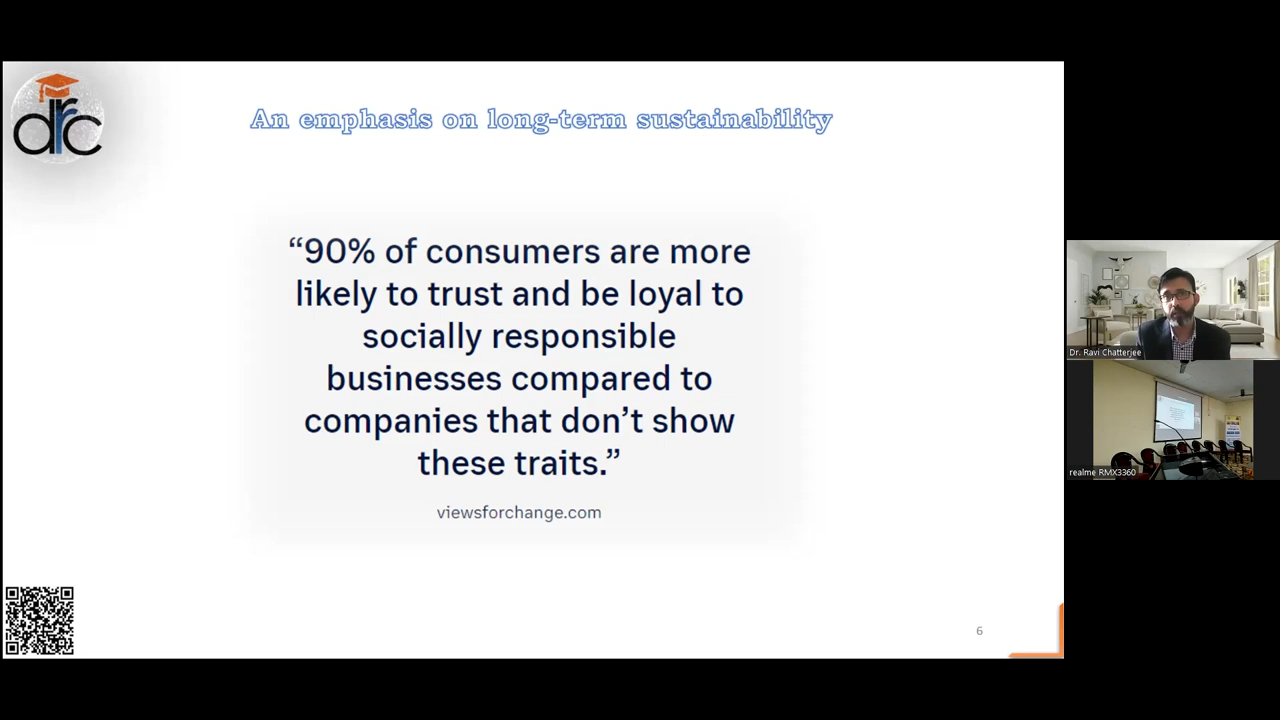 drc
An emphasis on long-term sustainability
“90% of consumers are more
likely to trust and be loyal to
socially responsible
businesses compared to
companies that don’t show
these traits.”
viewsforchange.com
6
Dr. Ravi Chatterjee
realme RMX3360